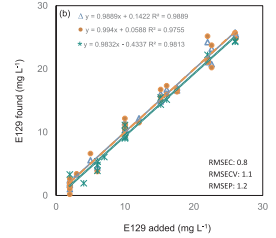 (b)
y = 0.9889x + 0.1422 R² = 0.9889
y = 0.994x + 0.0588 R² = 0.9755
y = 0.9832x - 0.4337 R² = 0.9813
30
20
10
0
E129 found (mg L⁻¹)
RMSEC: 0.8
RMSECV: 1.1
RMSEP: 1.2
0 10 20 30
E129 added (mg L⁻¹)